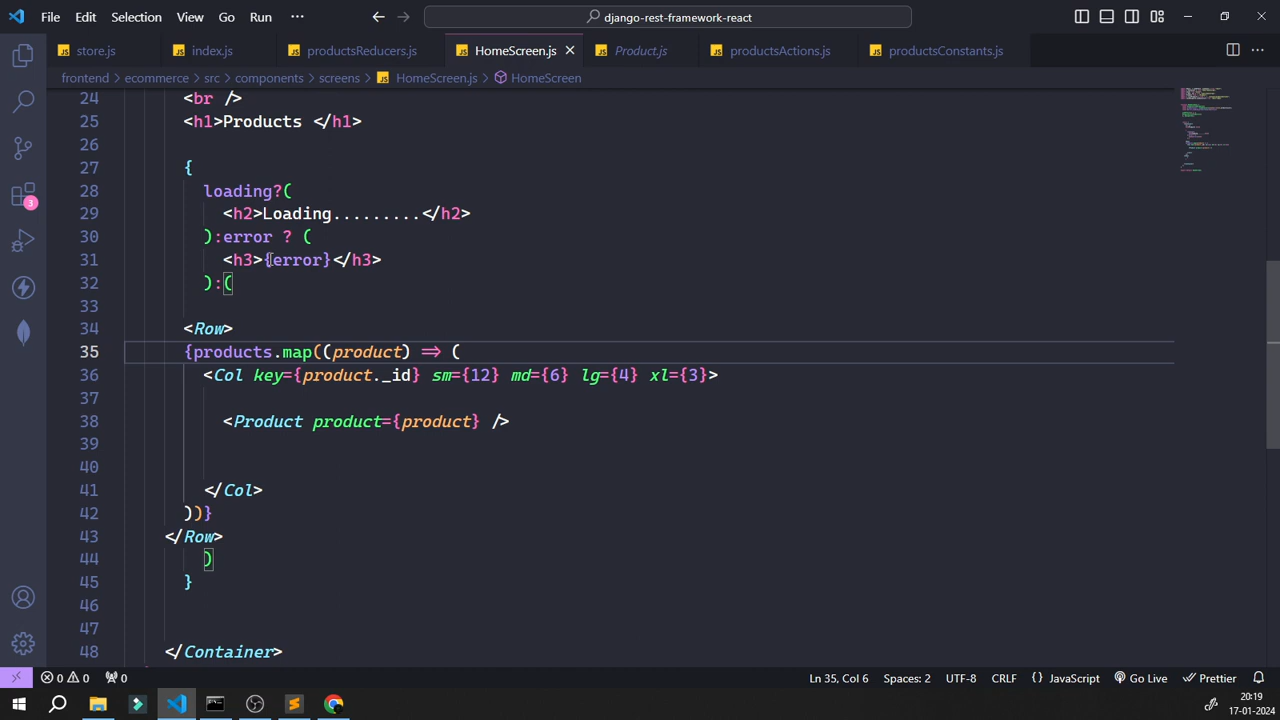 File Edit Selection View Go Run ··· django-rest-framework-react
store.js index.js productsReducers.js HomeScreen.js Product.js productsActions.js productsConstants.js
frontend > ecommerce > src > components > screens > HomeScreen.js > HomeScreen
24 <br />
25 <h1>Products </h1>
26
27 {
28 loading?(
29 <h2>Loading.........</h2>
30 ):error ? (
31 <h3>{error}</h3>
32 ):(
33
34 <Row>
35 {products.map((product) => (
36 <Col key={product._id} sm={12} md={6} lg={4} xl={3}>
37
38 <Product product={product} />
39
40
41 </Col>
42 ))}
43 </Row>
44 )
45 }
46
47
48 </Container>
3
0 0 0 Ln 35, Col 6 Spaces: 2 UTF-8 CRLF { } JavaScript Go Live Prettier
20:19
17-01-2024